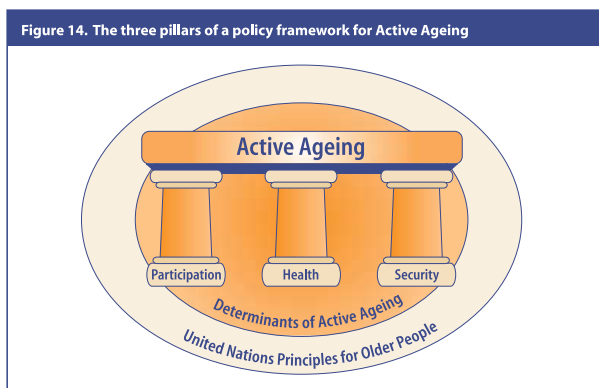 Figure 14. The three pillars of a policy framework for Active Ageing
Active Ageing
Participation
Health
Security
Determinants of Active Ageing
United Nations Principles for Older People